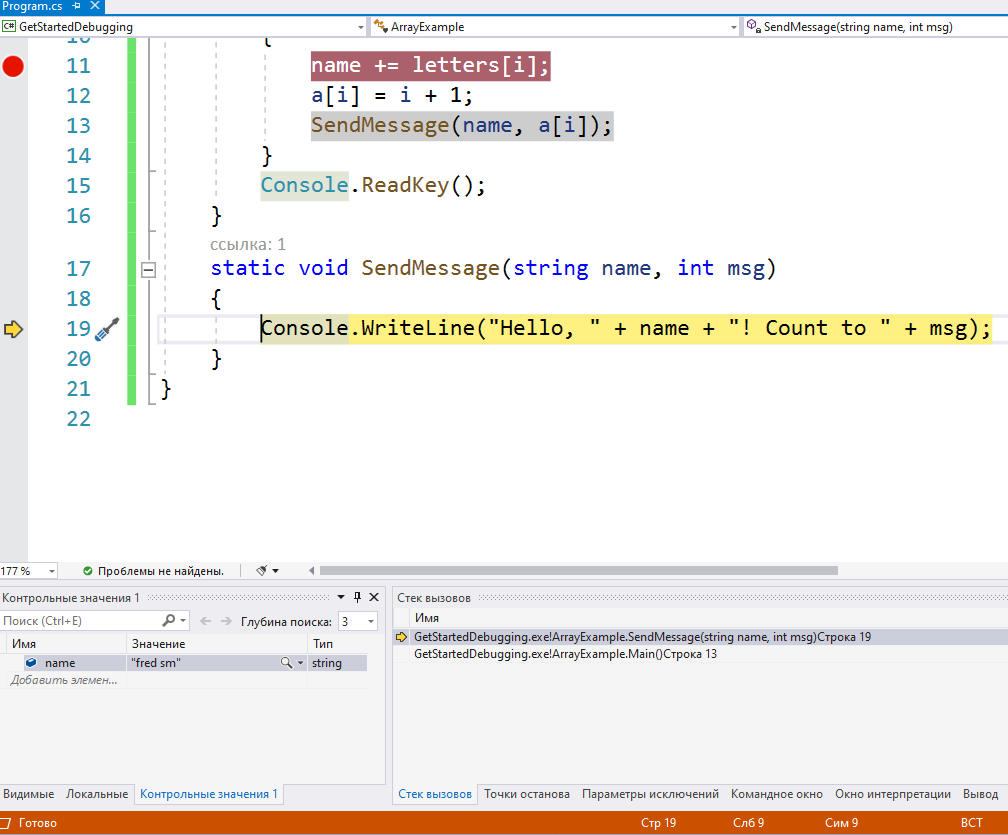 Program.cs
C# GetStartedDebugging ArrayExample SendMessage(string name, int msg)
10 {
11 name += letters[i];
12 a[i] = i + 1;
13 SendMessage(name, a[i]);
14 }
15 Console.ReadKey();
16 }
ссылка: 1
17 static void SendMessage(string name, int msg)
18 {
19 Console.WriteLine("Hello, " + name + "! Count to " + msg);
20 }
21 }
22
177 % Проблемы не найдены.
Контрольные значения 1
Поиск (Ctrl+E) Глубина поиска: 3
Имя Значение Тип
name "fred sm" string
Добавить элемен...
Видимые Локальные Контрольные значения 1
Стек вызовов
Имя
GetStartedDebugging.exe!ArrayExample.SendMessage(string name, int msg)Строка 19
GetStartedDebugging.exe!ArrayExample.Main()Строка 13
Стек вызовов Точки останова Параметры исключений Командное окно Окно интерпретации Вывод
Готово Стр 19 Слб 9 Сим 9 ВСТ